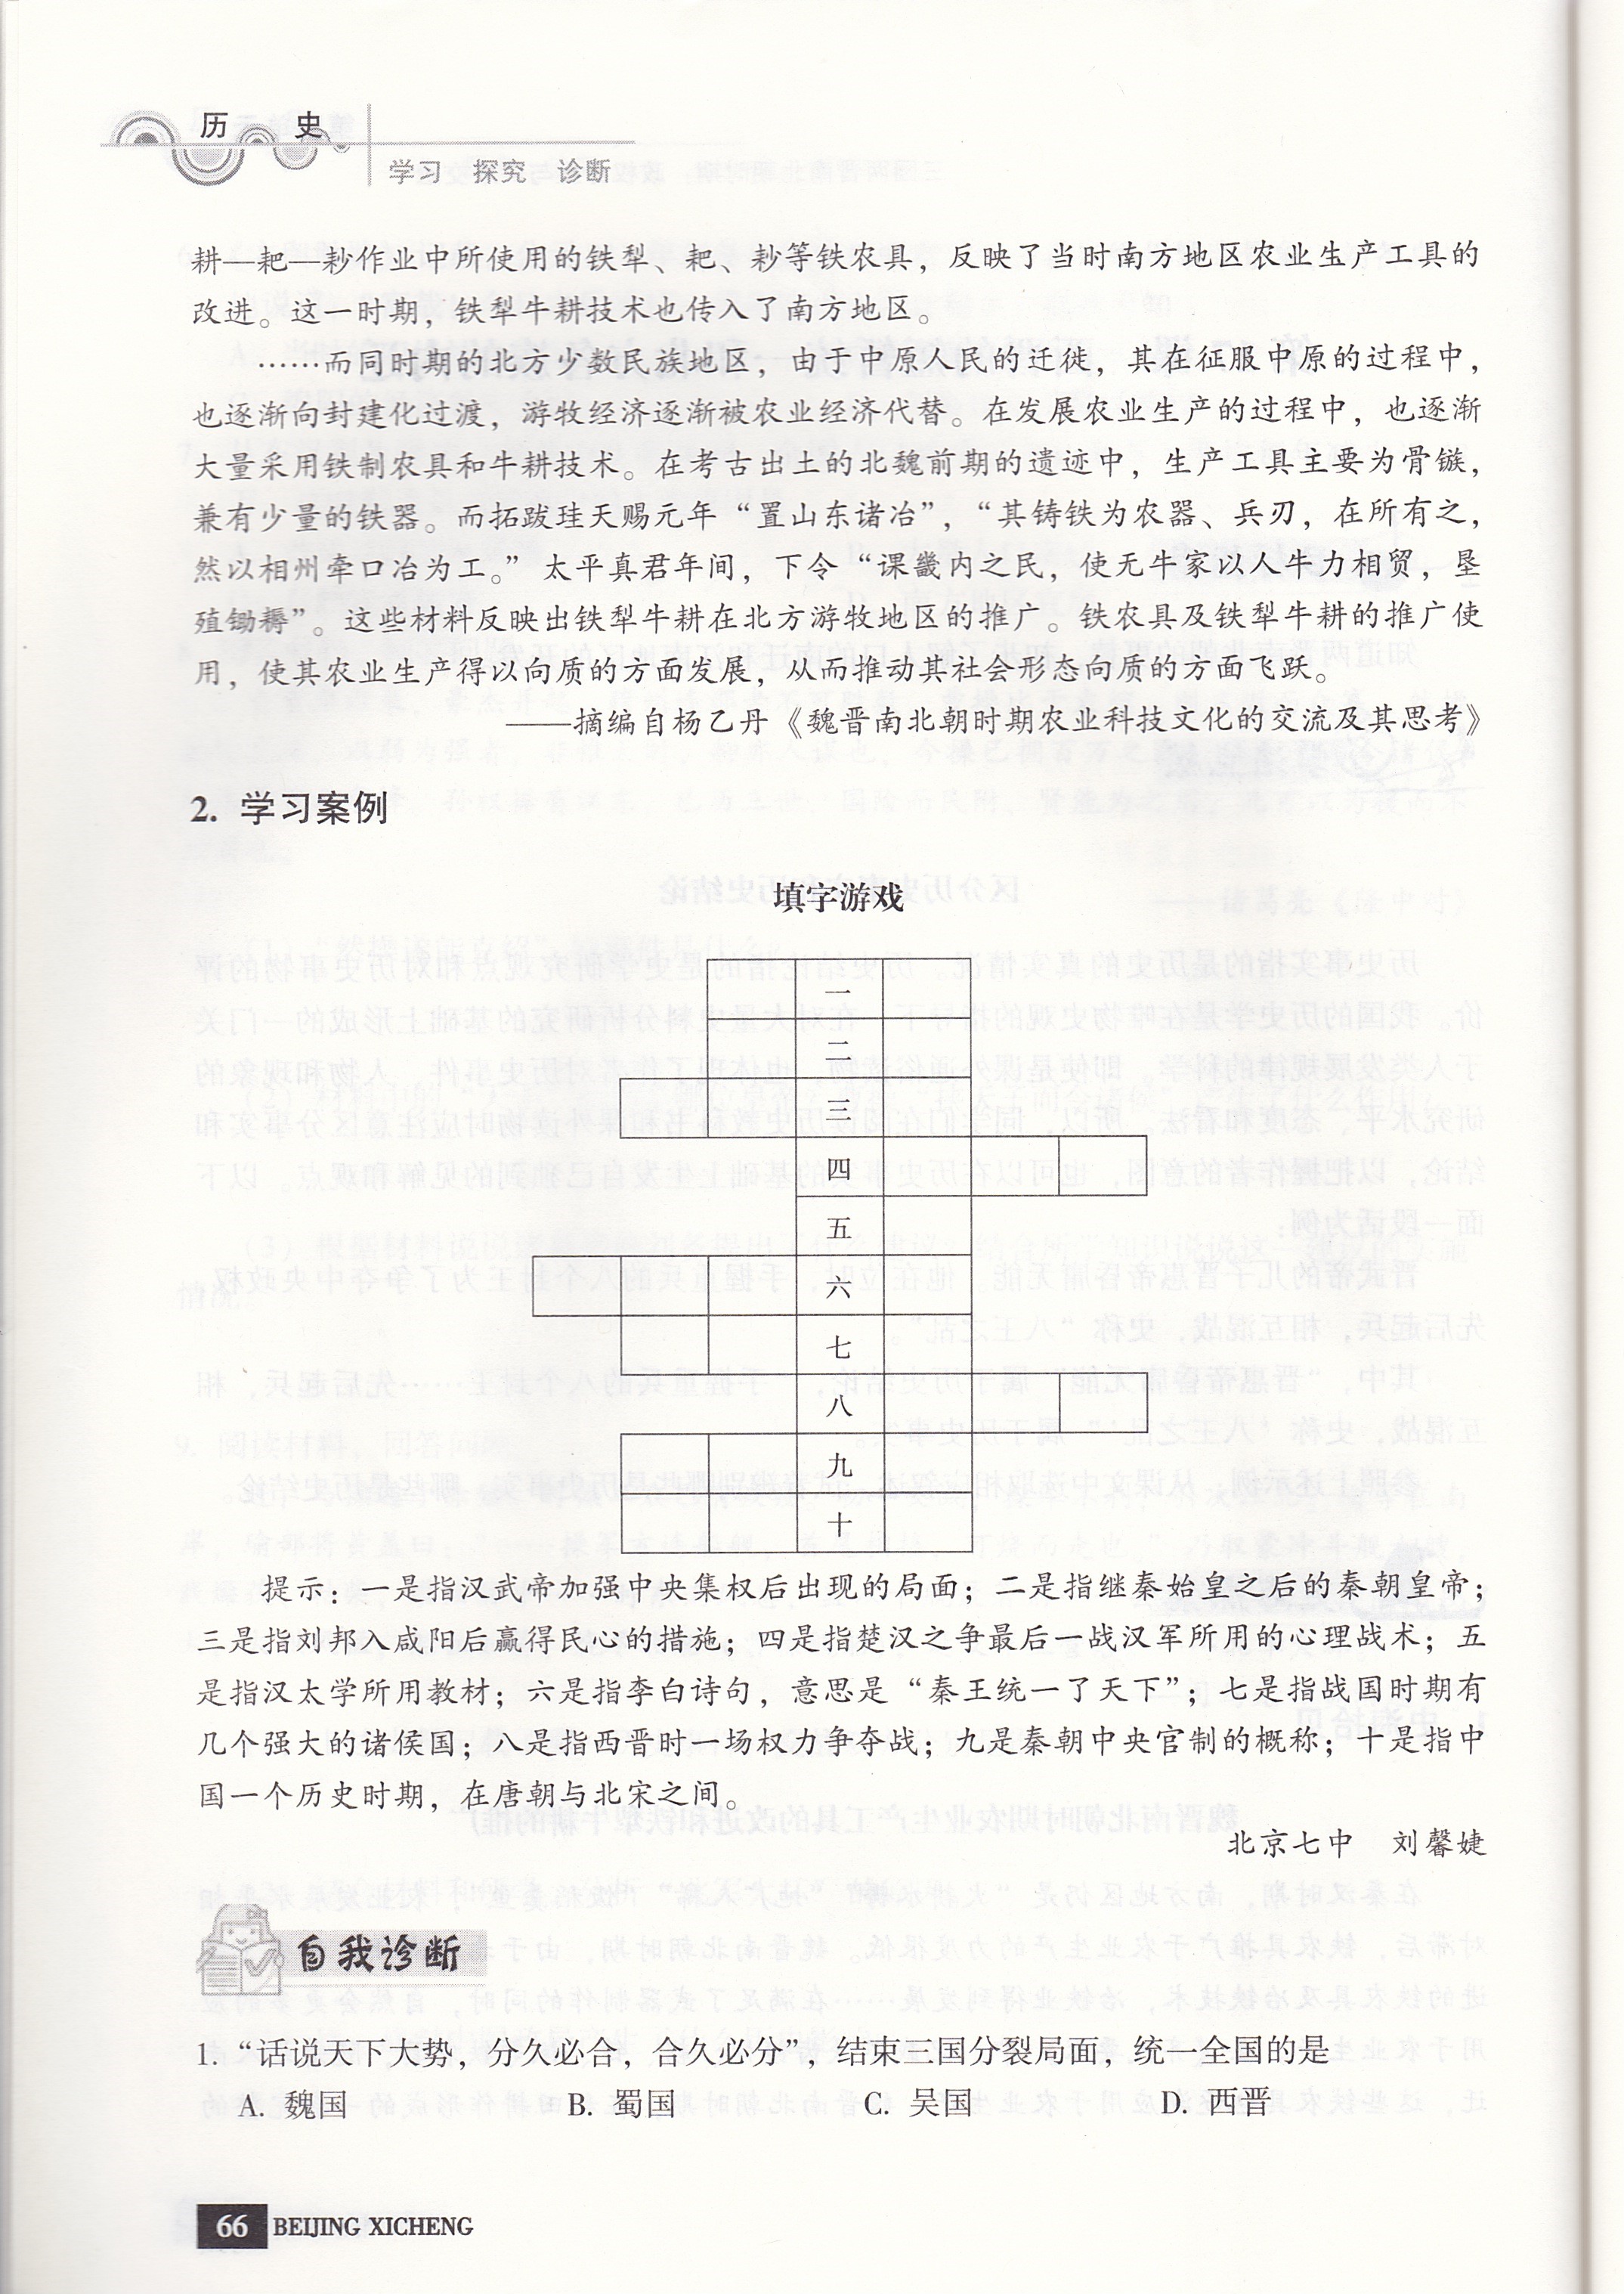 历 史
学习 探究 诊断
耕—耙—耖作业中所使用的铁犁、耙、耖等铁农具，反映了当时南方地区农业生产工具的
改进。这一时期，铁犁牛耕技术也传入了南方地区。
……而同时期的北方少数民族地区，由于中原人民的迁徙，其在征服中原的过程中，
也逐渐向封建化过渡，游牧经济逐渐被农业经济代替。在发展农业生产的过程中，也逐渐
大量采用铁制农具和牛耕技术。在考古出土的北魏前期的遗迹中，生产工具主要为骨镞，
兼有少量的铁器。而拓跋珪天赐元年“置山东诸冶”，“其铸铁为农器、兵刃，在所有之，
然以相州牵口冶为工。”太平真君年间，下令“课畿内之民，使无牛家以人牛力相贸，垦
殖锄耨”。这些材料反映出铁犁牛耕在北方游牧地区的推广。铁农具及铁犁牛耕的推广使
用，使其农业生产得以向质的方面发展，从而推动其社会形态向质的方面飞跃。
——摘编自杨乙丹《魏晋南北朝时期农业科技文化的交流及其思考》
2. 学习案例
填字游戏
一
二
三
四
五
六
七
八
九
十
提示：一是指汉武帝加强中央集权后出现的局面；二是指继秦始皇之后的秦朝皇帝；
三是指刘邦入咸阳后赢得民心的措施；四是指楚汉之争最后一战汉军所用的心理战术；五
是指汉太学所用教材；六是指李白诗句，意思是“秦王统一了天下”；七是指战国时期有
几个强大的诸侯国；八是指西晋时一场权力争夺战；九是秦朝中央官制的概称；十是指中
国一个历史时期，在唐朝与北宋之间。
北京七中 刘馨婕
自我诊断
1. “话说天下大势，分久必合，合久必分”，结束三国分裂局面，统一全国的是
A. 魏国 B. 蜀国 C. 吴国 D. 西晋
66 BEIJING XICHENG